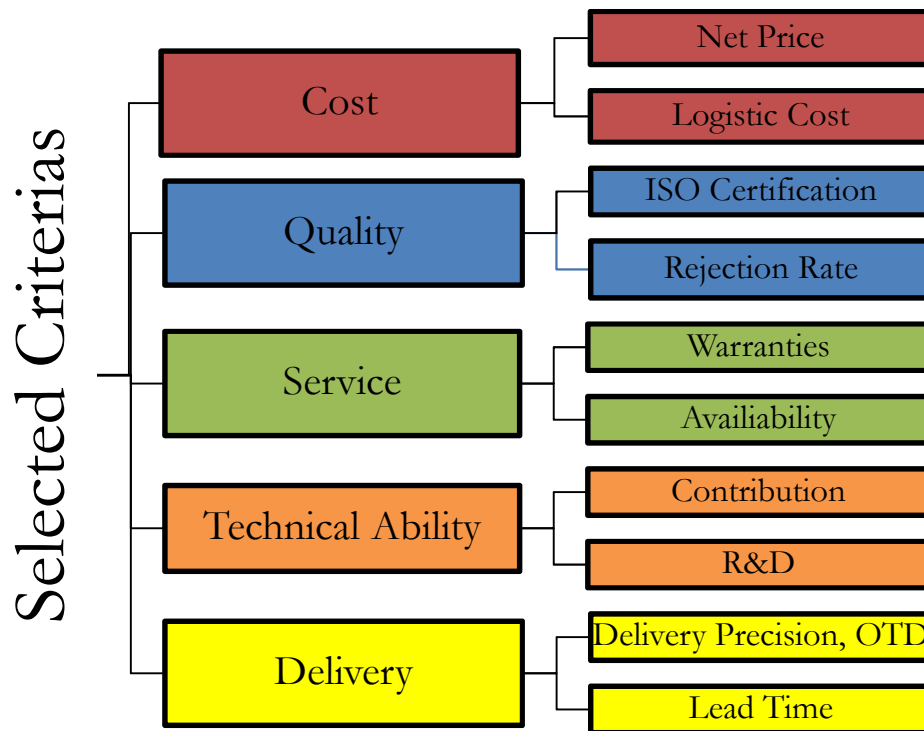 Selected Criterias
Cost
Net Price
Logistic Cost
Quality
ISO Certification
Rejection Rate
Service
Warranties
Availiability
Technical Ability
Contribution
R&D
Delivery
Delivery Precision, OTD
Lead Time